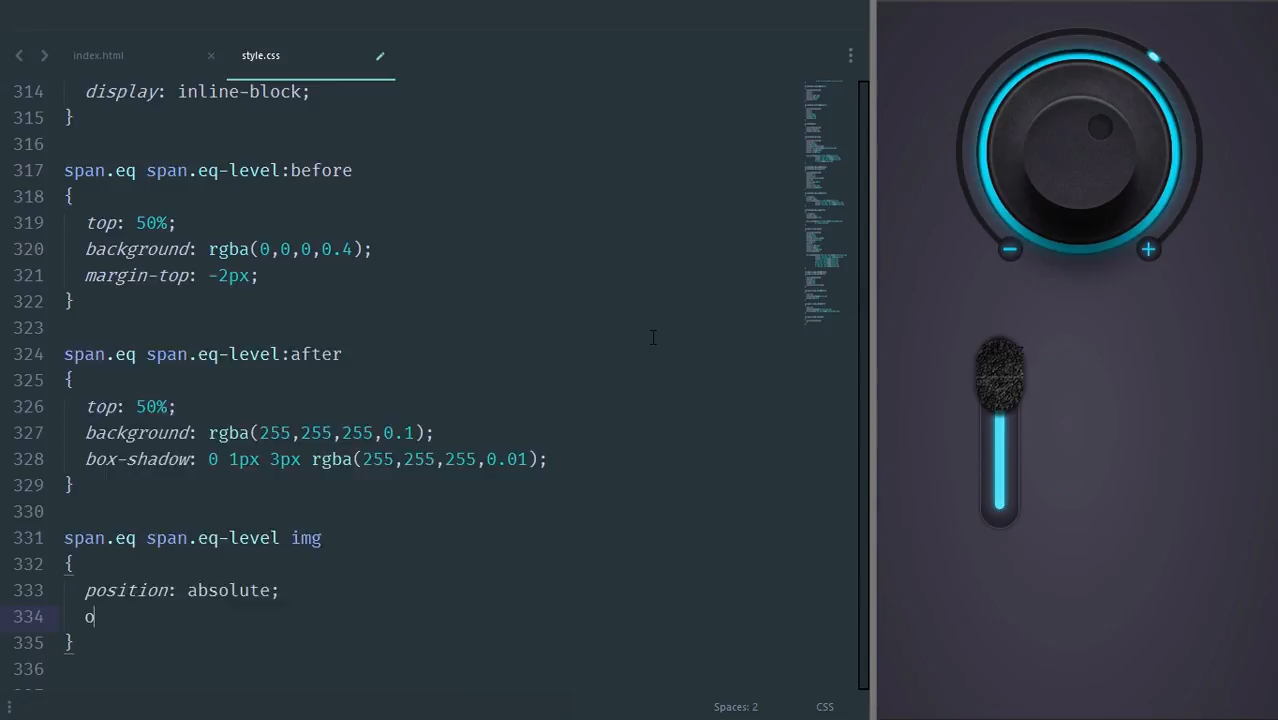 index.html
style.css
314 display: inline-block;
315 }
316
317 span.eq span.eq-level:before
318 {
319 top: 50%;
320 background: rgba(0,0,0,0.4);
321 margin-top: -2px;
322 }
323
324 span.eq span.eq-level:after
325 {
326 top: 50%;
327 background: rgba(255,255,255,0.1);
328 box-shadow: 0 1px 3px rgba(255,255,255,0.01);
329 }
330
331 span.eq span.eq-level img
332 {
333 position: absolute;
334 o
335 }
336
Spaces: 2
CSS